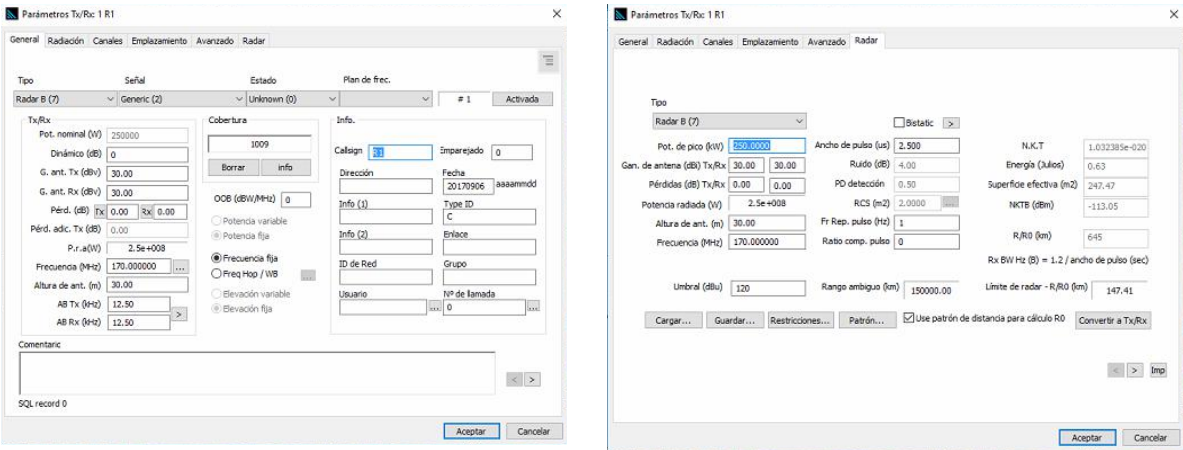 Parámetros Tx/Rx: 1 R1
General Radiación Canales Emplazamiento Avanzado Radar
Tipo Señal Estado Plan de frec.
Radar B (7) Generic (2) Unknown (0) # 1 Activada
Tx/Rx
Pot. nominal (W) 250000
Dinámico (dB) 0
G. ant. Tx (dBv) 30.00
G. ant. Rx (dBv) 30.00
Pérd. (dB) Tx 0.00 Rx 0.00
Pérd. adic. Tx (dB) 0.00
P.r.a(W) 2.5e+008
Frecuencia (MHz) 170.000000 ...
Altura de ant. (m) 30.00
AB Tx (kHz) 12.50
AB Rx (kHz) 12.50
>
Cobertura
1009
Borrar info
OOB (dBW/MHz) 0
Potencia variable
Potencia fija
Frecuencia fija
Freq Hop / WB ...
Elevación variable
Elevación fija
Info.
Callsign R1 Emparejado 0
Dirección Fecha
20170906 aaaammdd
Info (1) Type ID
C
Info (2) Enlace
ID de Red Grupo
Usuario Nº de llamada
... 0 ...
Comentaric
< >
SQL record 0
Aceptar Cancelar
Parámetros Tx/Rx: 1 R1
General Radiación Canales Emplazamiento Avanzado Radar
Tipo
Radar B (7) Bistatic >
Pot. de pico (kW) 250.0000 Ancho de pulso (us) 2.500 N.K.T 1.032385e-020
Gan. de antena (dB) Tx/Rx 30.00 30.00 Ruido (dB) 4.00 Energía (Julios) 0.63
Pérdidas (dB) Tx/Rx 0.00 0.00 PD detección 0.50 Superficie efectiva (m2) 247.47
Potencia radiada (W) 2.5e+008 RCS (m2) 2.0000 ... NKTB (dBm) -113.05
Altura de ant. (m) 30.00 Fr Rep. pulso (Hz) 1
Frecuencia (MHz) 170.000000 Ratio comp. pulso 0 R/R0 (km) 645
Rx BW Hz (B) = 1.2 / ancho de pulso (sec)
Umbral (dBu) 120 Rango ambiguo (km) 150000.00 Límite de radar - R/R0 (km) 147.41
Cargar... Guardar... Restricciones... Patrón... Use patrón de distancia para cálculo R0 Convertir a Tx/Rx
< > Imp
Aceptar Cancelar